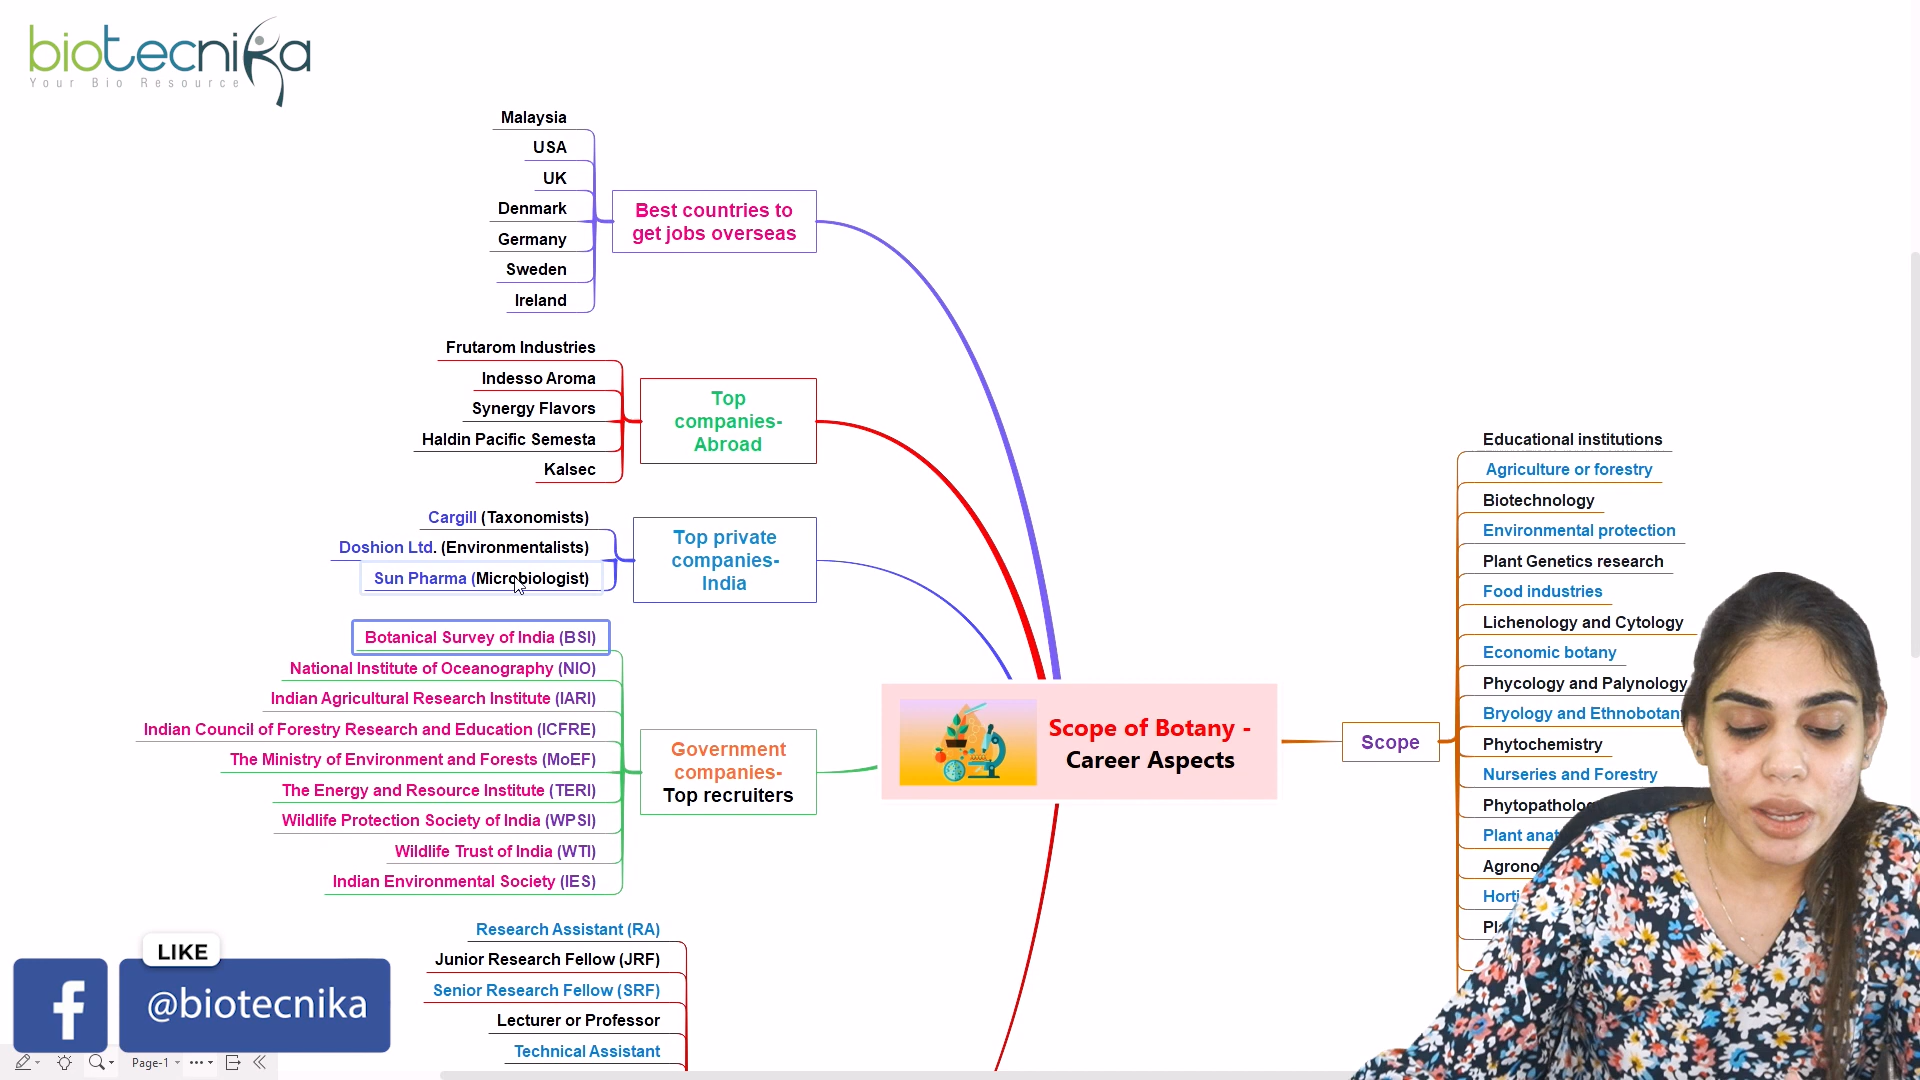 biotecnika
Your Bio Resource
Malaysia
USA
UK
Denmark
Germany
Sweden
Ireland
Best countries to
get jobs overseas
Frutarom Industries
Indesso Aroma
Synergy Flavors
Haldin Pacific Semesta
Kalsec
Top
companies-
Abroad
Cargill (Taxonomists)
Doshion Ltd. (Environmentalists)
Sun Pharma (Microbiologist)
Top private
companies-
India
Botanical Survey of India (BSI)
National Institute of Oceanography (NIO)
Indian Agricultural Research Institute (IARI)
Indian Council of Forestry Research and Education (ICFRE)
The Ministry of Environment and Forests (MoEF)
The Energy and Resource Institute (TERI)
Wildlife Protection Society of India (WPSI)
Wildlife Trust of India (WTI)
Indian Environmental Society (IES)
Government
companies-
Top recruiters
Research Assistant (RA)
Junior Research Fellow (JRF)
Senior Research Fellow (SRF)
Lecturer or Professor
Technical Assistant
Scope of Botany -
Career Aspects
Scope
Educational institutions
Agriculture or forestry
Biotechnology
Environmental protection
Plant Genetics research
Food industries
Lichenology and Cytology
Economic botany
Phycology and Palynology
Bryology and
Phytochemistry
Nurseries and Forestry
Plant
LIKE
f
@biotecnika
Page-1